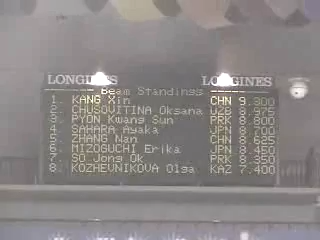 LONGINES LONGINES
Beam Standings
1. KANG Xin CHN 9.300
2. CHUSOVITINA Oksana UZB 8.975
3. PYON Kwang Sun PRK 8.800
4. SAHARA Ayaka JPN 8.700
5. ZHANG Nan CHN 8.625
6. MIZOGUCHI Erika JPN 8.450
7. SO Jong Ok PRK 8.350
8. KOZHEVNIKOVA Olga KAZ 7.400